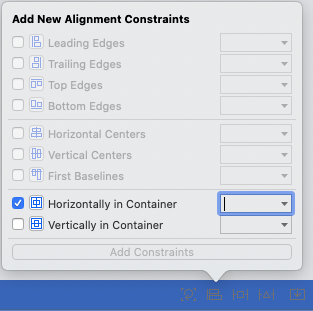 Add New Alignment Constraints
Leading Edges
Trailing Edges
Top Edges
Bottom Edges
Horizontal Centers
Vertical Centers
First Baselines
Horizontally in Container
Vertically in Container
Add Constraints